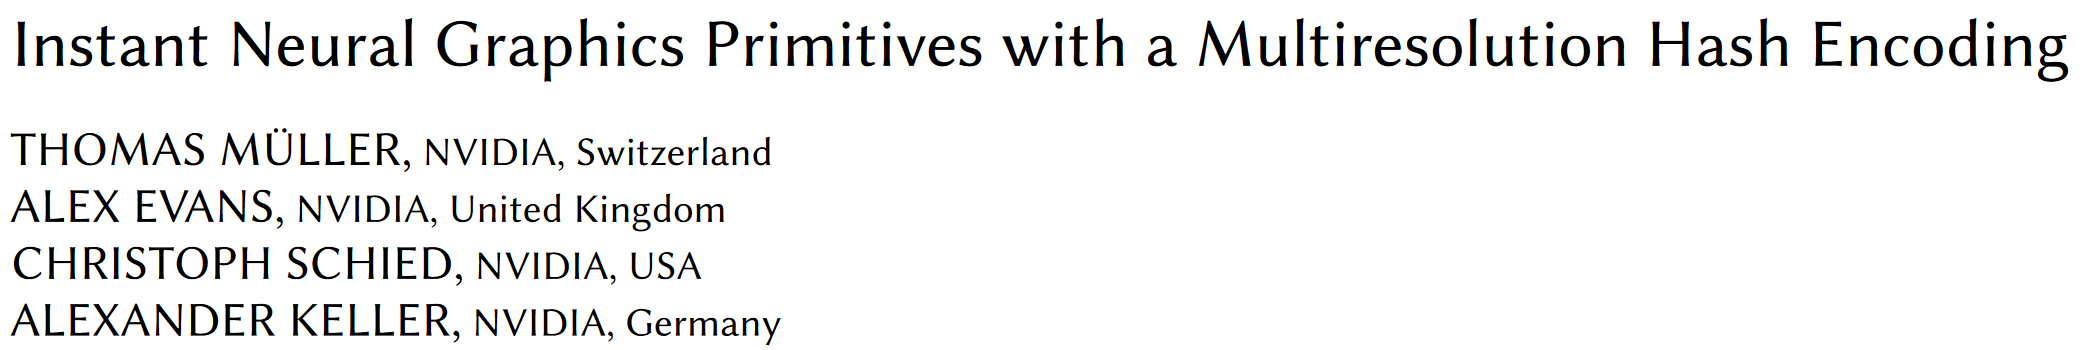 Instant Neural Graphics Primitives with a Multiresolution Hash Encoding
THOMAS MÜLLER, NVIDIA, Switzerland
ALEX EVANS, NVIDIA, United Kingdom
CHRISTOPH SCHIED, NVIDIA, USA
ALEXANDER KELLER, NVIDIA, Germany